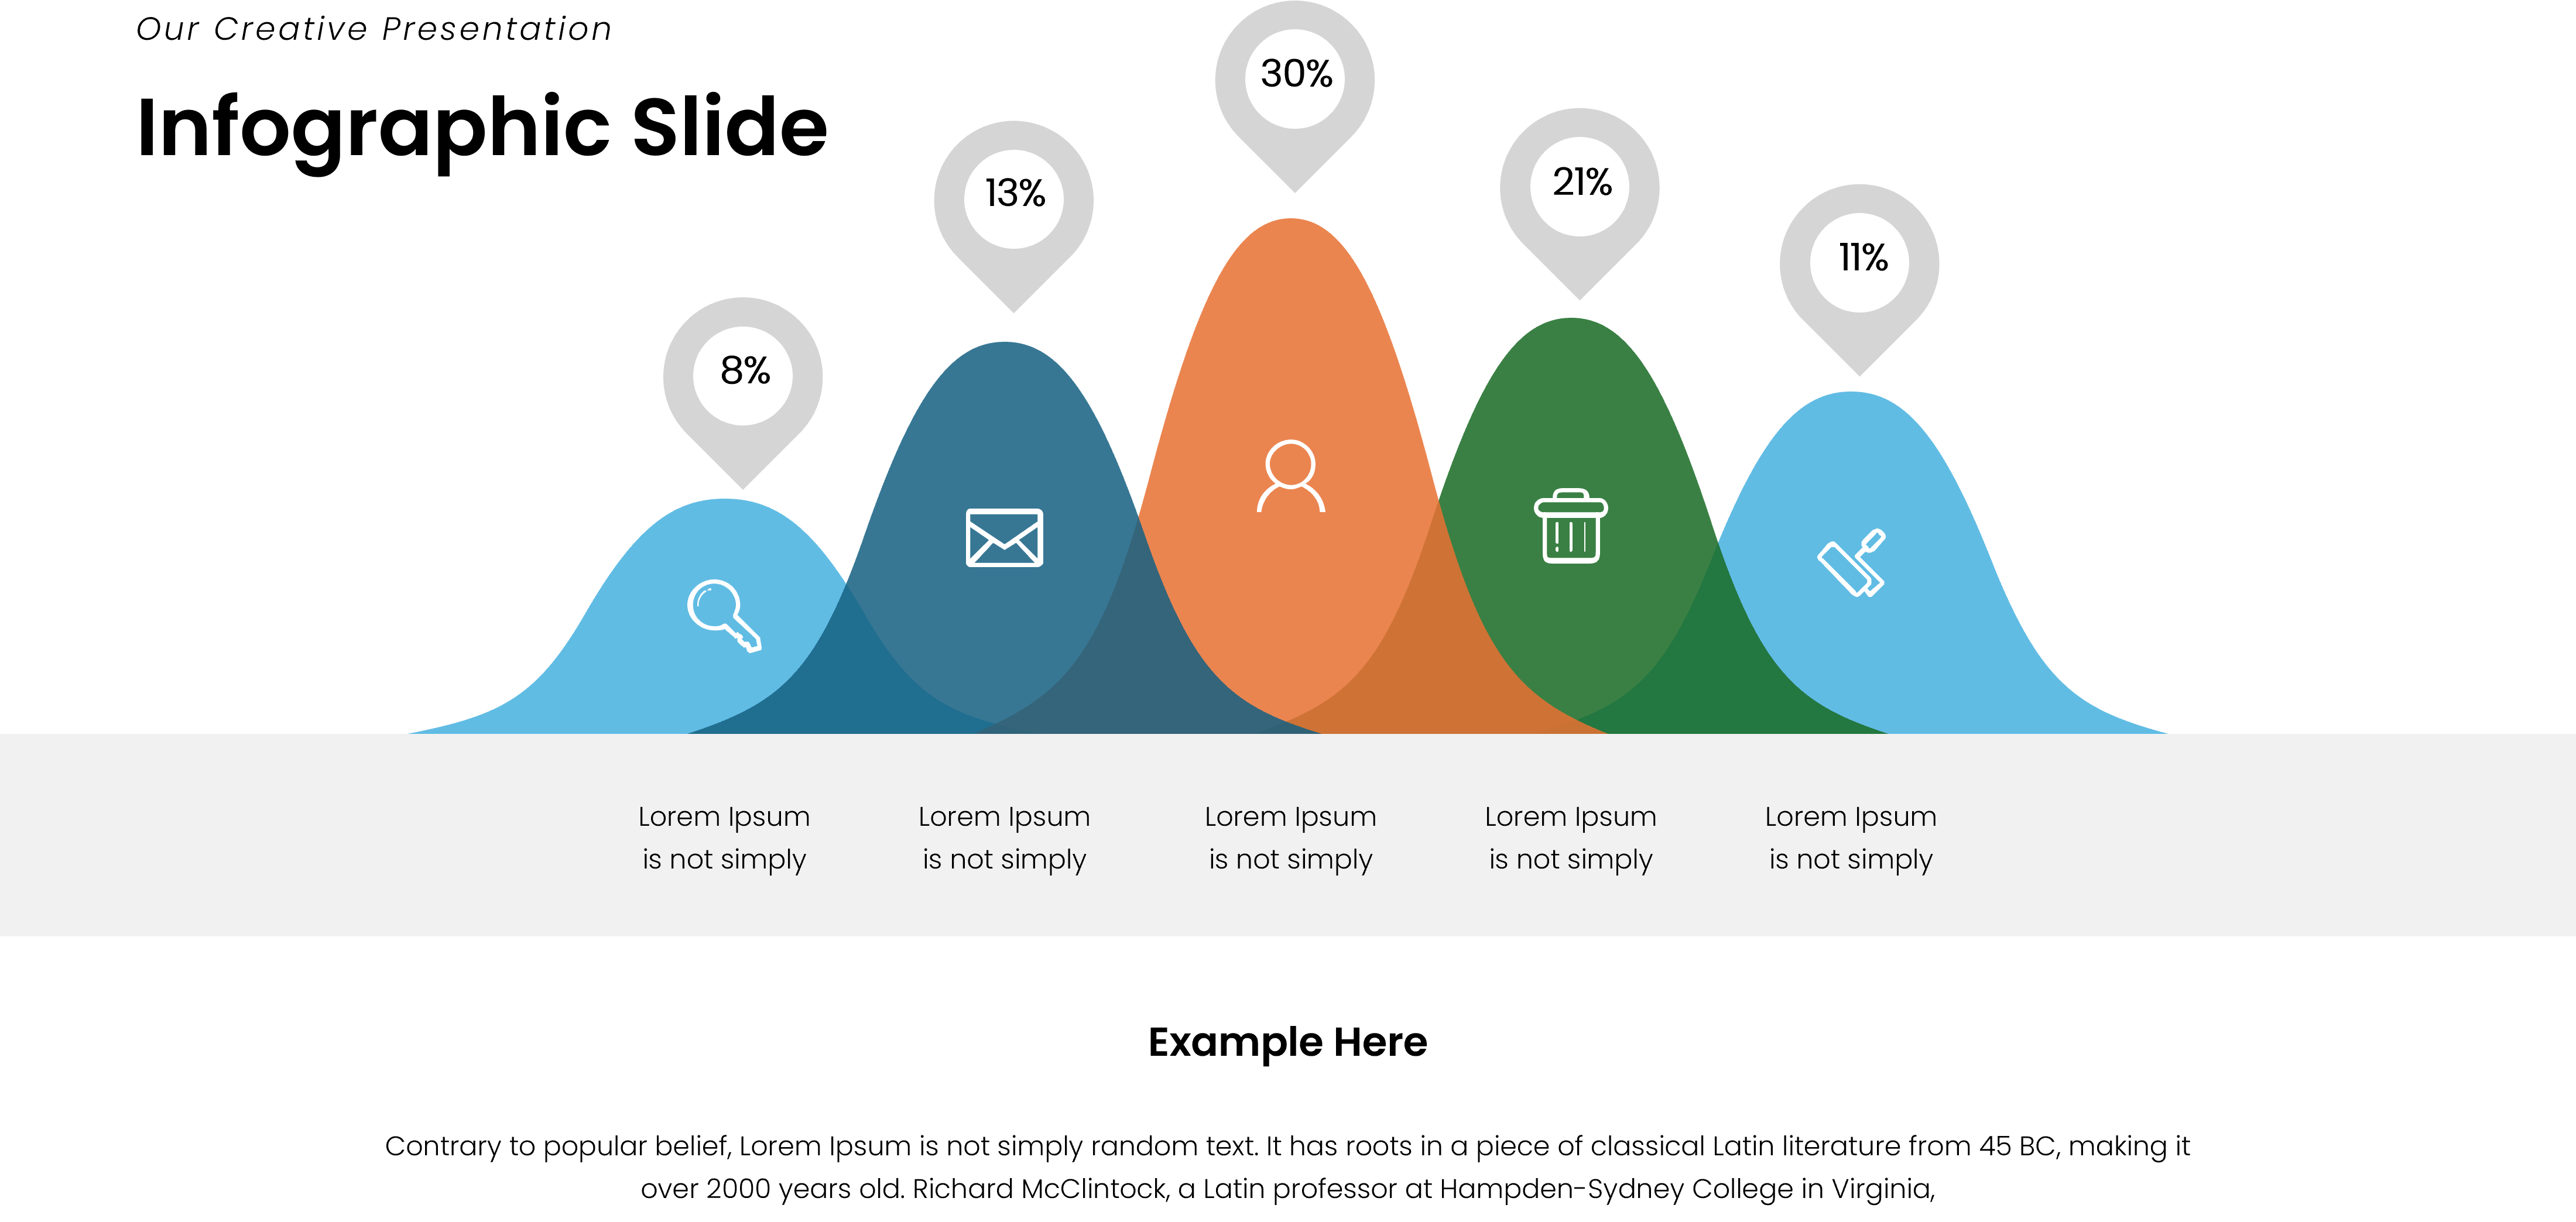 Our Creative Presentation
Infographic Slide
8%
13%
30%
21%
11%
Lorem Ipsum
is not simply
Lorem Ipsum
is not simply
Lorem Ipsum
is not simply
Lorem Ipsum
is not simply
Lorem Ipsum
is not simply
Example Here
Contrary to popular belief, Lorem Ipsum is not simply random text. It has roots in a piece of classical Latin literature from 45 BC, making it
over 2000 years old. Richard McClintock, a Latin professor at Hampden-Sydney College in Virginia,